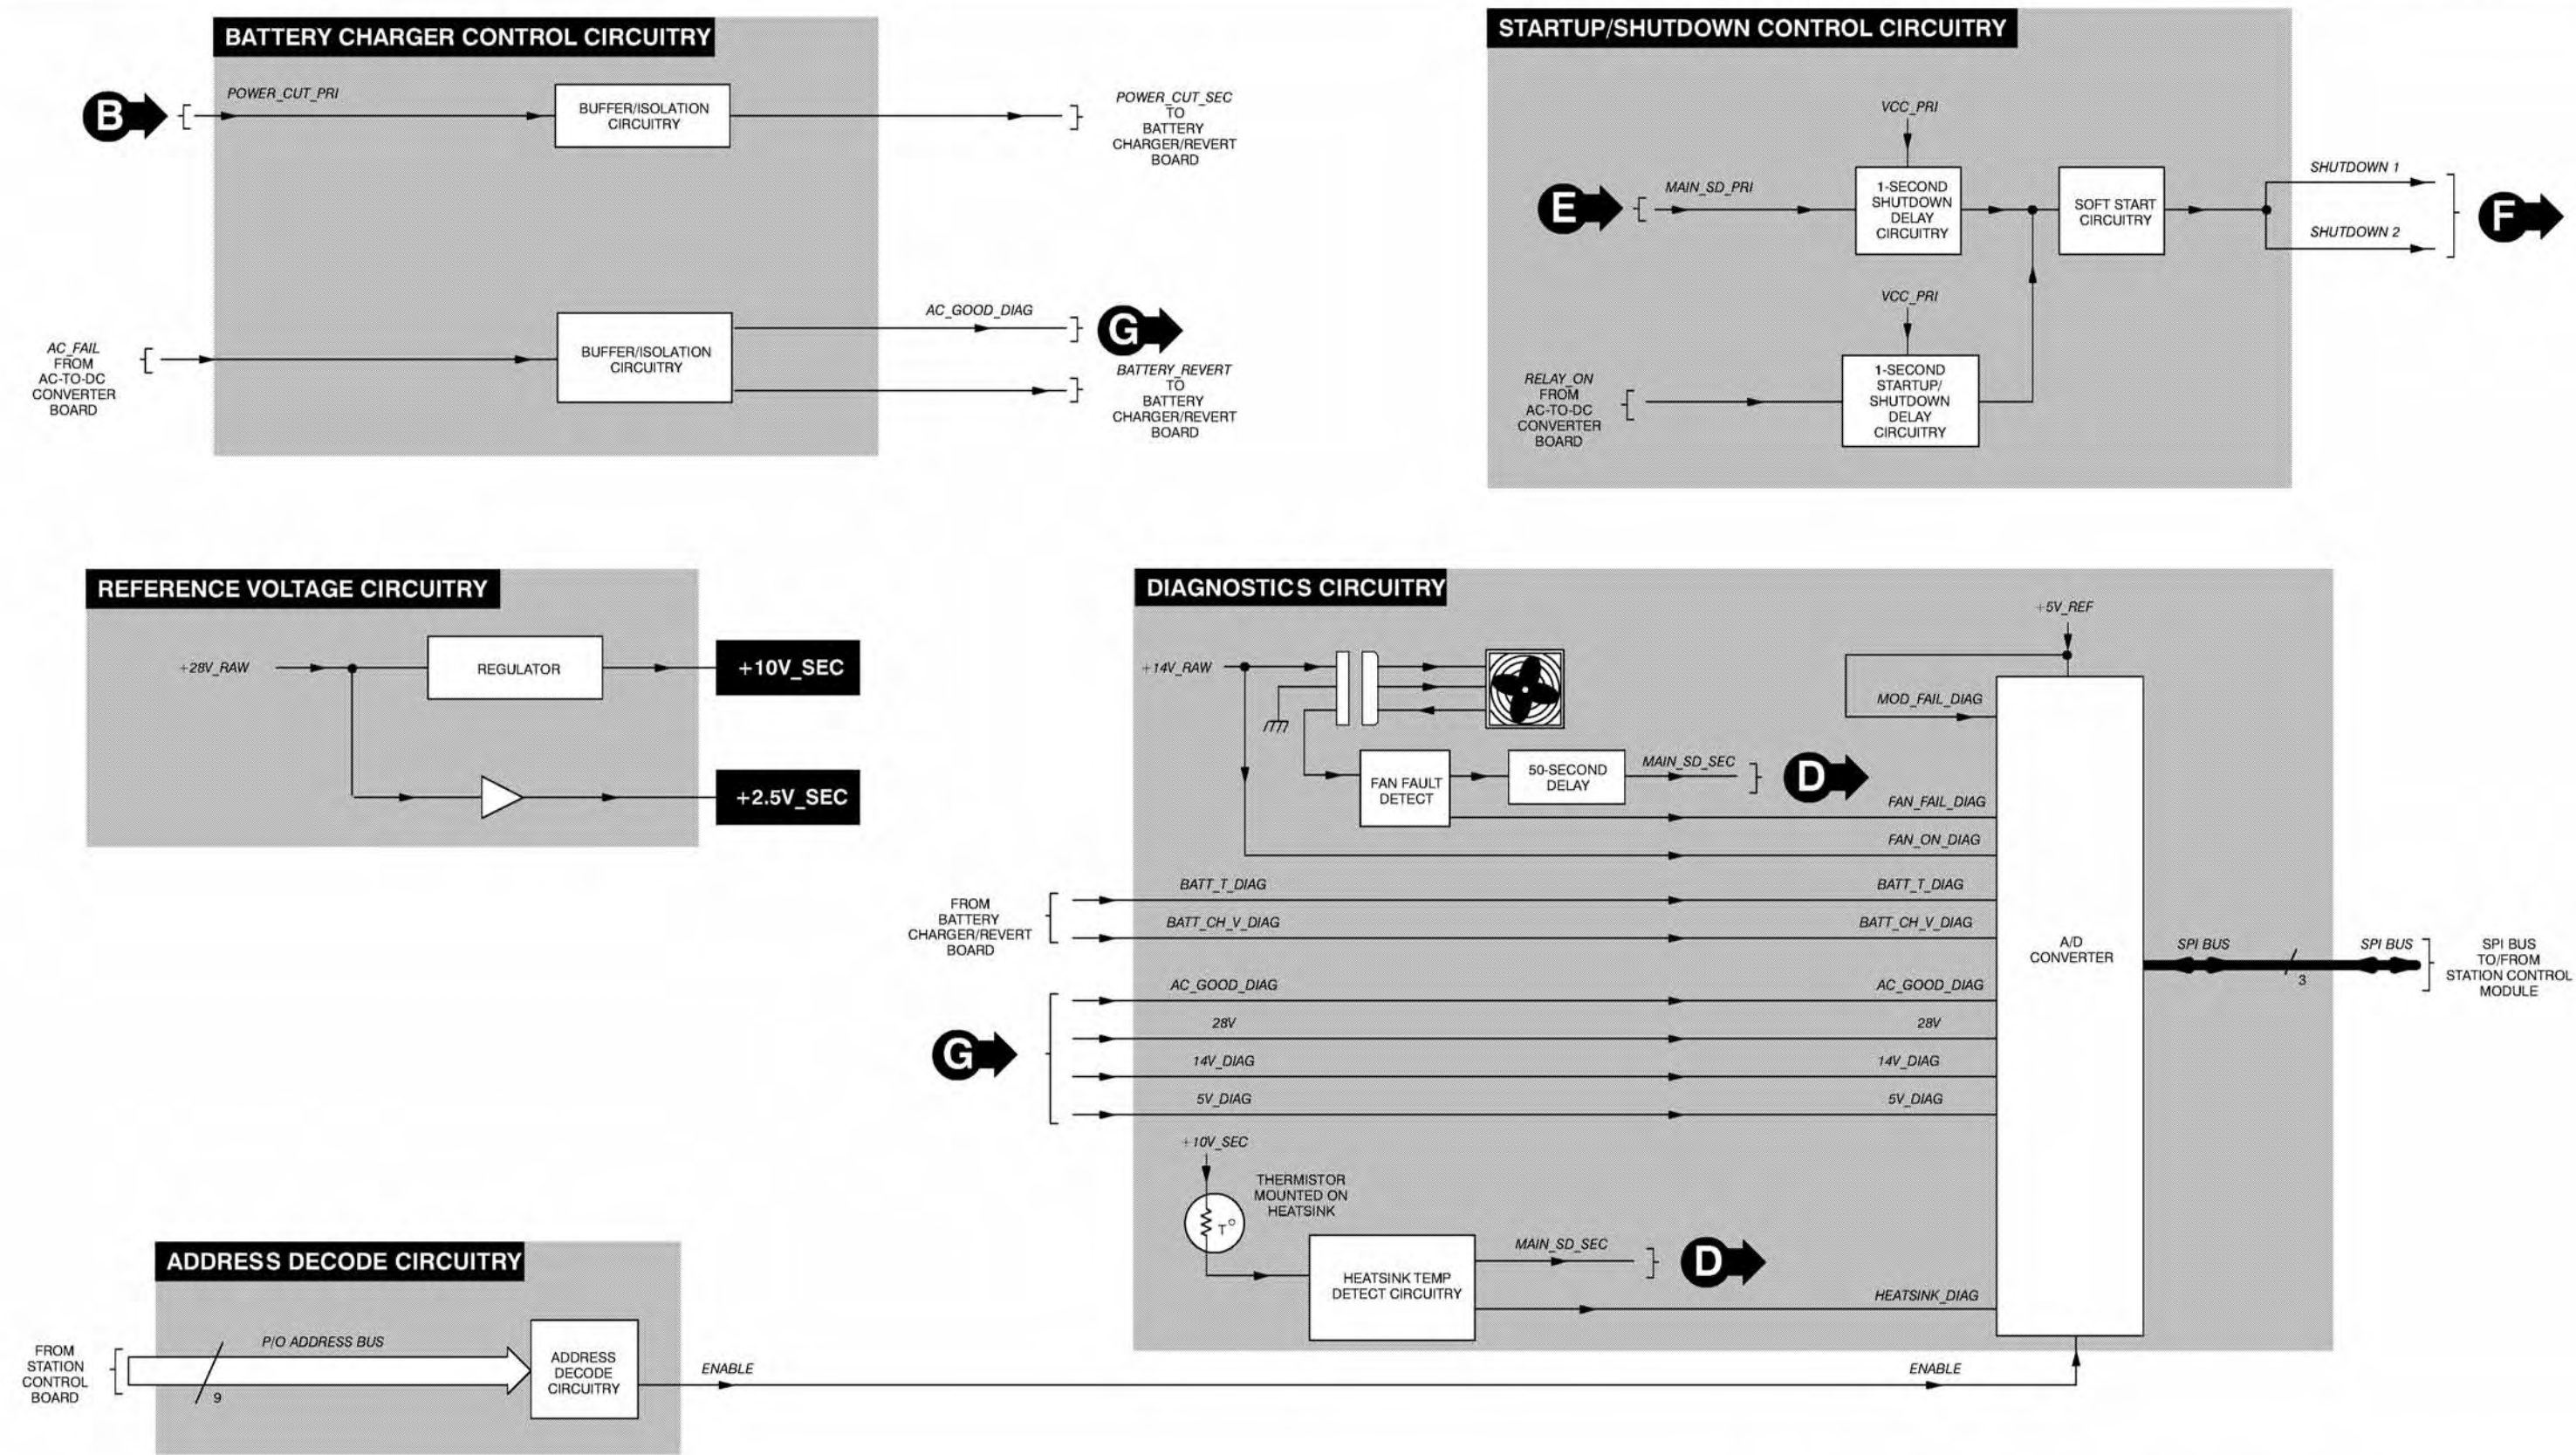 BATTERY CHARGER CONTROL CIRCUITRY
B
POWER_CUT_PRI
BUFFER/ISOLATION
CIRCUITRY
POWER_CUT_SEC
TO
BATTERY
CHARGER/REVERT
BOARD
AC_FAIL
FROM
AC-TO-DC
CONVERTER
BOARD
BUFFER/ISOLATION
CIRCUITRY
AC_GOOD_DIAG
G
BATTERY_REVERT
TO
BATTERY
CHARGER/REVERT
BOARD
STARTUP/SHUTDOWN CONTROL CIRCUITRY
VCC_PRI
E
MAIN_SD_PRI
1-SECOND
SHUTDOWN
DELAY
CIRCUITRY
SOFT START
CIRCUITRY
SHUTDOWN 1
SHUTDOWN 2
F
VCC_PRI
RELAY_ON
FROM
AC-TO-DC
CONVERTER
BOARD
1-SECOND
STARTUP/
SHUTDOWN
DELAY
CIRCUITRY
REFERENCE VOLTAGE CIRCUITRY
+28V_RAW
REGULATOR
+10V_SEC
+2.5V_SEC
DIAGNOSTICS CIRCUITRY
+5V_REF
+14V_RAW
MOD_FAIL_DIAG
FAN FAULT
DETECT
50-SECOND
DELAY
MAIN_SD_SEC
D
FAN_FAIL_DIAG
FAN_ON_DIAG
FROM
BATTERY
CHARGER/REVERT
BOARD
BATT_T_DIAG
BATT_T_DIAG
BATT_CH_V_DIAG
BATT_CH_V_DIAG
A/D
CONVERTER
SPI BUS
3
SPI BUS
SPI BUS
TO/FROM
STATION CONTROL
MODULE
G
AC_GOOD_DIAG
AC_GOOD_DIAG
28V
28V
14V_DIAG
14V_DIAG
5V_DIAG
5V_DIAG
+10V_SEC
THERMISTOR
MOUNTED ON
HEATSINK
T°
HEATSINK TEMP
DETECT CIRCUITRY
MAIN_SD_SEC
D
HEATSINK_DIAG
ADDRESS DECODE CIRCUITRY
FROM
STATION
CONTROL
BOARD
P/O ADDRESS BUS
9
ADDRESS
DECODE
CIRCUITRY
ENABLE
ENABLE